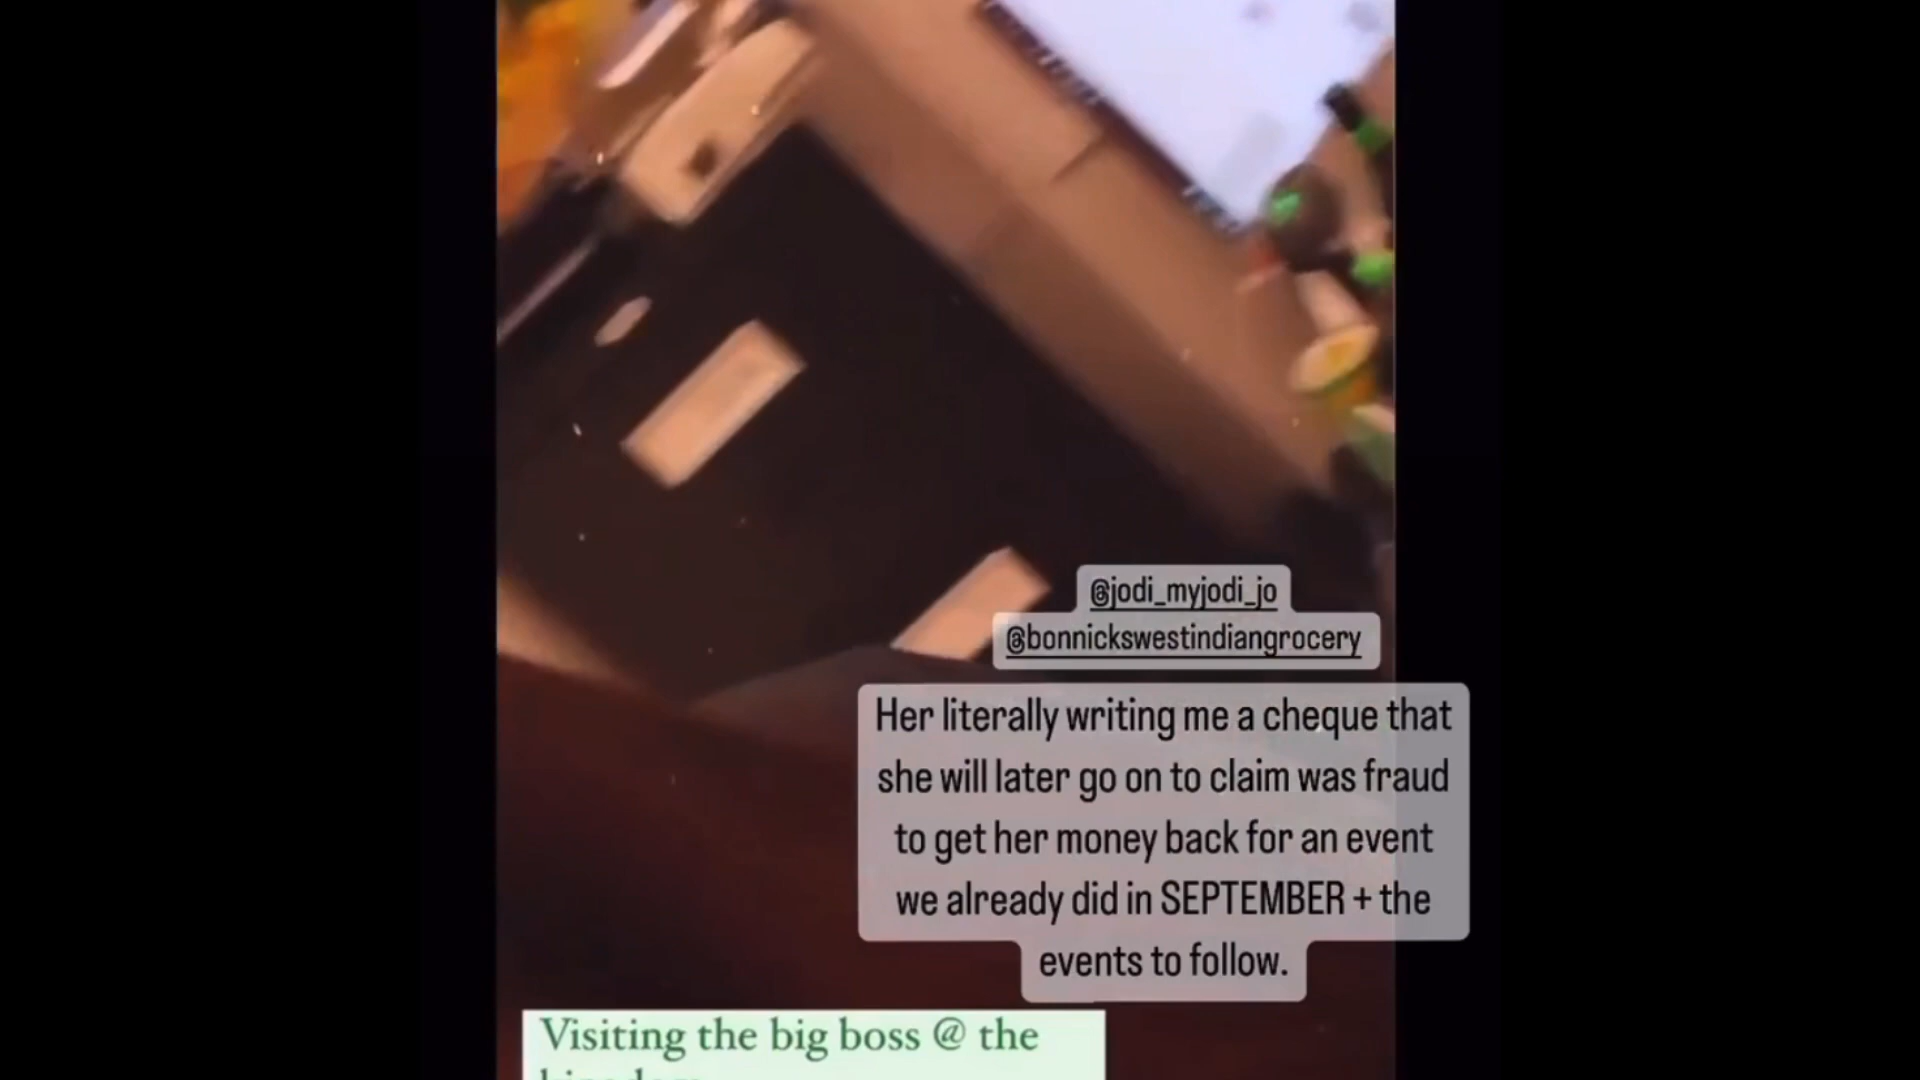 @jodi_myjodi_jo
@bonnickswestindiangrocery
Her literally writing me a cheque that
she will later go on to claim was fraud
to get her money back for an event
we already did in SEPTEMBER + the
events to follow.
Visiting the big boss @ the